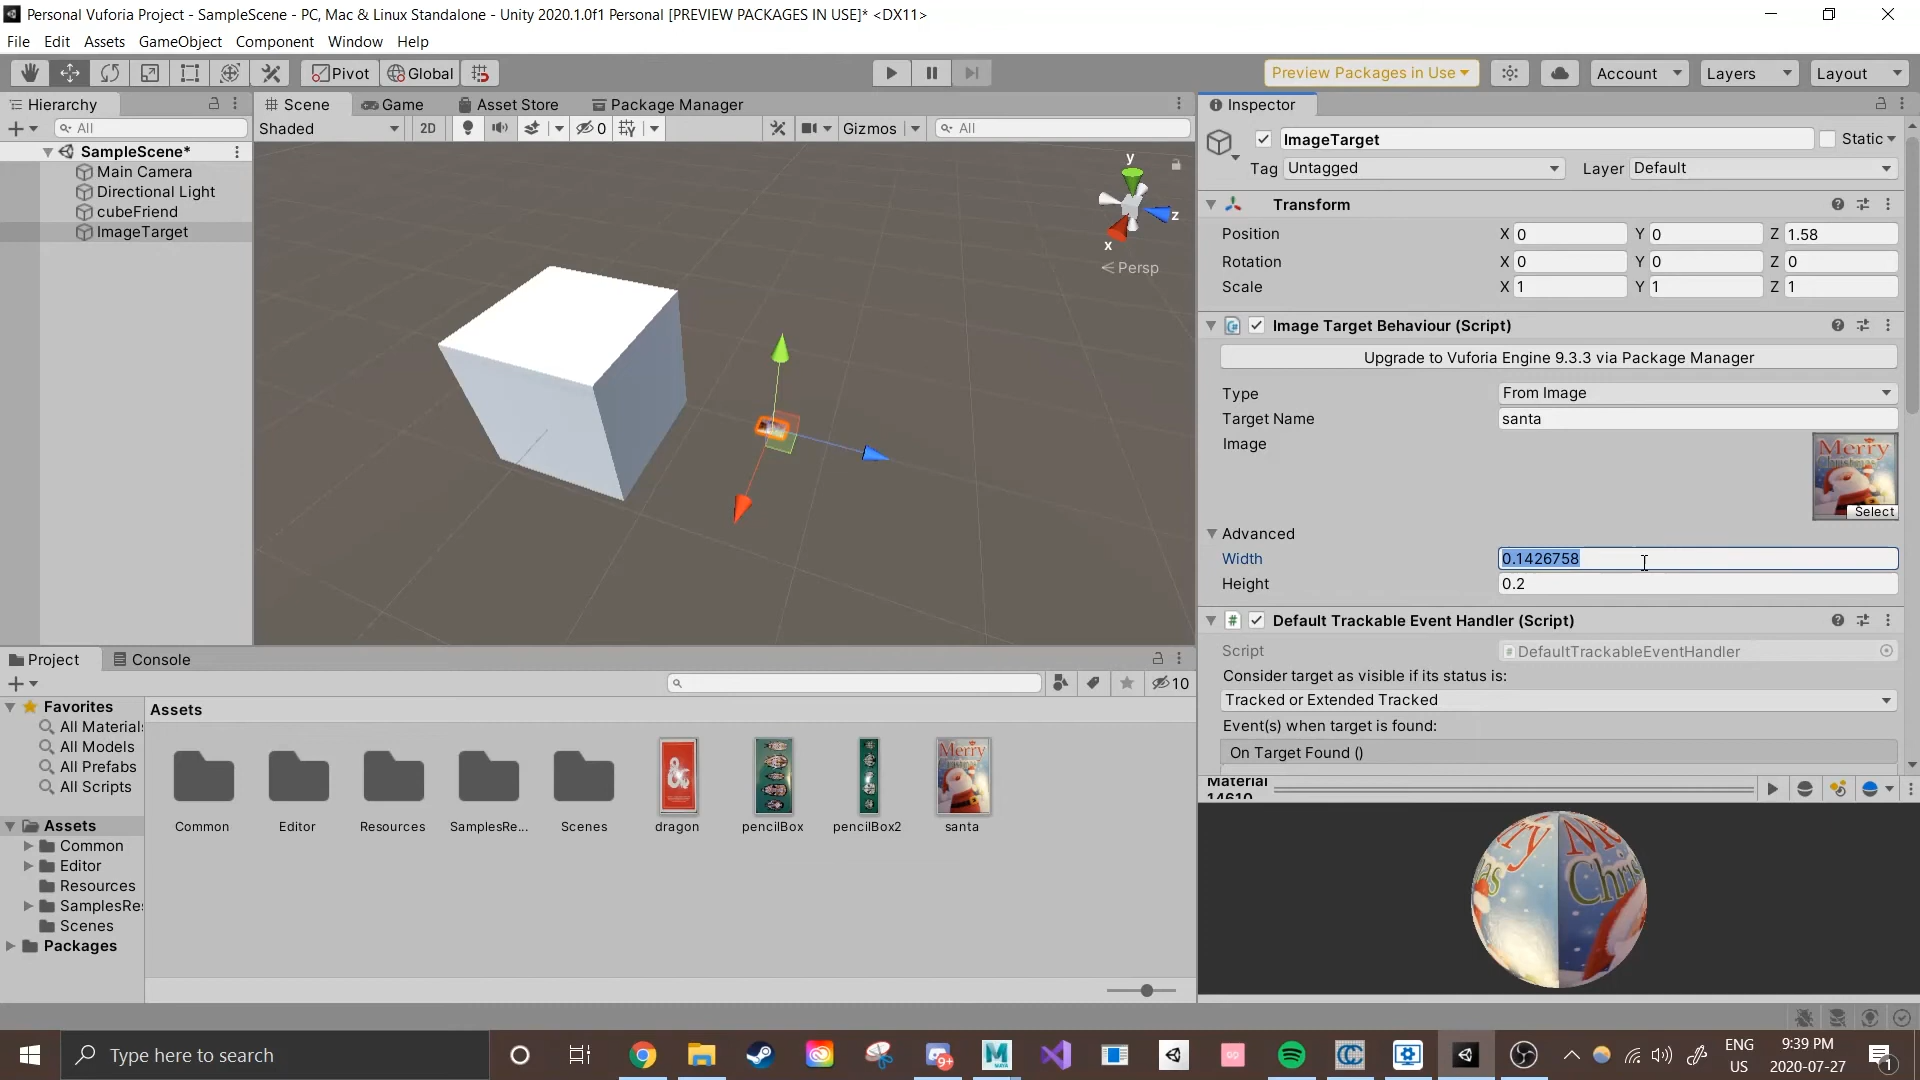 Personal Vuforia Project - SampleScene - PC, Mac & Linux Standalone - Unity 2020.1.0f1 Personal [PREVIEW PACKAGES IN USE]* <DX11>
File Edit Assets GameObject Component Window Help
Pivot Global Preview Packages in Use Account Layers Layout
Hierarchy
All
SampleScene*
Main Camera
Directional Light
cubeFriend
ImageTarget
Scene Game Asset Store Package Manager
Shaded 2D 0 Gizmos All
y
z
x
Persp
Inspector
ImageTarget Static
Tag Untagged Layer Default
Transform
Position X 0 Y 0 Z 1.58
Rotation X 0 Y 0 Z 0
Scale X 1 Y 1 Z 1
Image Target Behaviour (Script)
Upgrade to Vuforia Engine 9.3.3 via Package Manager
Type From Image
Target Name santa
Image
Merry
Christmas
Select
Advanced
Width 0.1426758
Height 0.2
Default Trackable Event Handler (Script)
Script # DefaultTrackableEventHandler
Consider target as visible if its status is:
Tracked or Extended Tracked
Event(s) when target is found:
On Target Found ()
Material
14610
Project Console
10
Favorites
All Material
All Models
All Prefabs
All Scripts
Assets
Common
Editor
Resources
SamplesRe
Scenes
Packages
Assets
Merry
Common Editor Resources SamplesRe... Scenes dragon pencilBox pencilBox2 santa
Type here to search
9+
MAYA
ENG
US
9:39 PM
2020-07-27
1